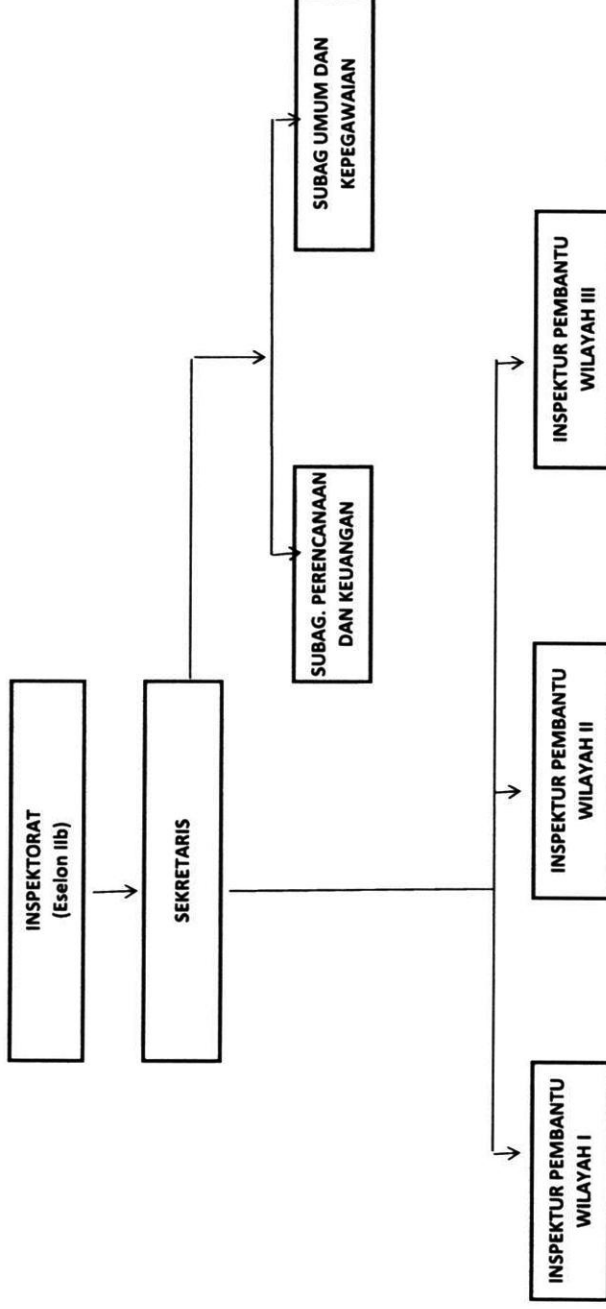 INSPEKTORAT
(Eselon IIb)
SEKRETARIS
SUBAG. PERENCANAAN
DAN KEUANGAN
SUBAG UMUM DAN
KEPEGAWAIAN
INSPEKTUR PEMBANTU
WILAYAH I
INSPEKTUR PEMBANTU
WILAYAH II
INSPEKTUR PEMBANTU
WILAYAH III